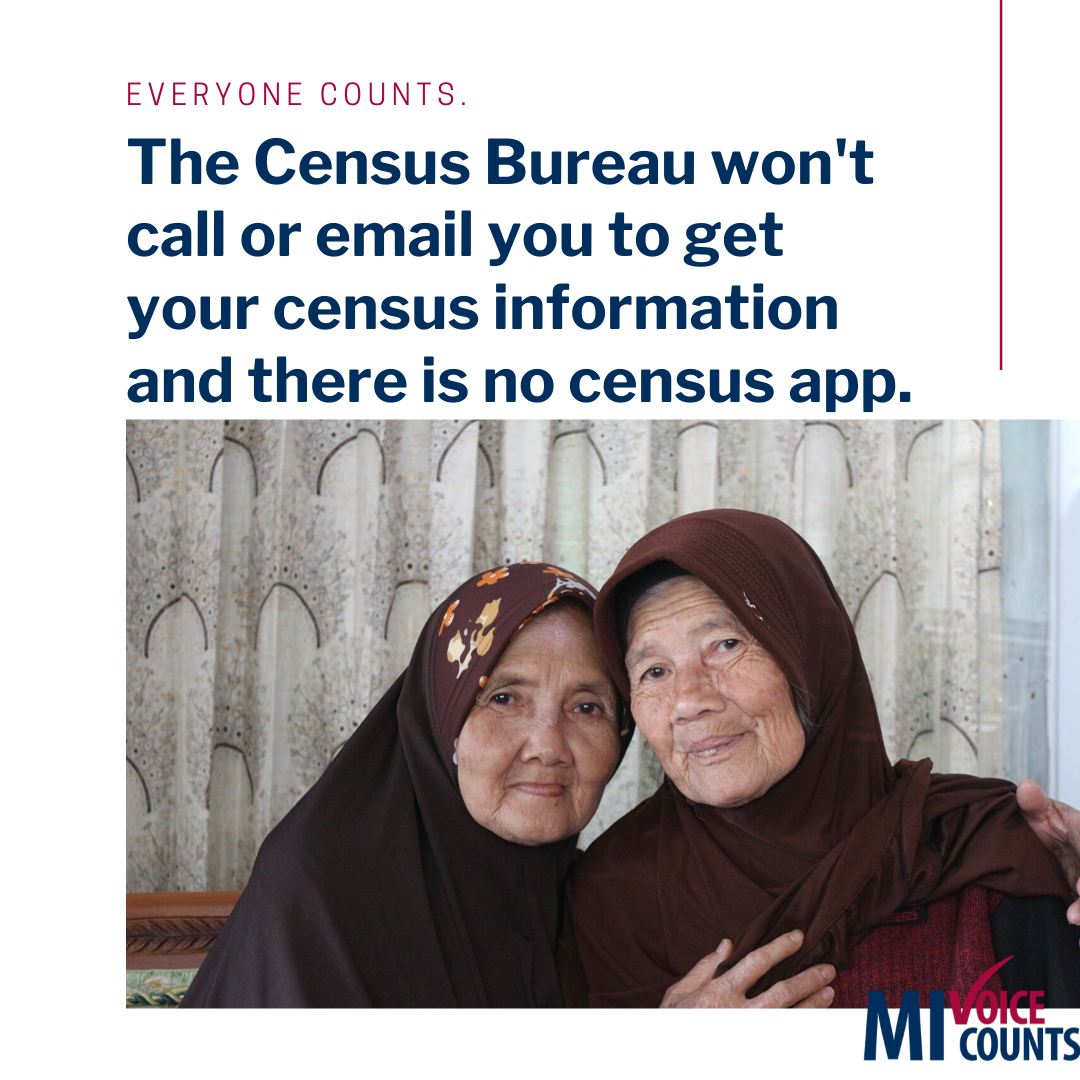 EVERYONE COUNTS.
The Census Bureau won't
call or email you to get
your census information
and there is no census app.
MI VOICE
COUNTS